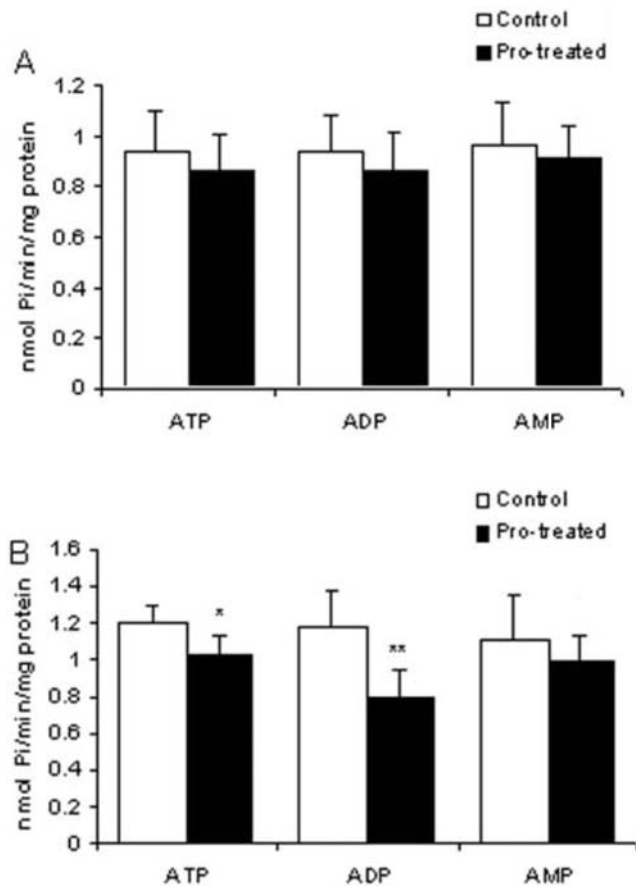 Control
Pro-treated
A
nmol Pi/min/mg protein
1.2
1
0.8
0.6
0.4
0.2
0
ATP ADP AMP
Control
Pro-treated
B
nmol Pi/min/mg protein
1.6
1.4
1.2
1
0.8
0.6
0.4
0.2
0
*
**
ATP ADP AMP